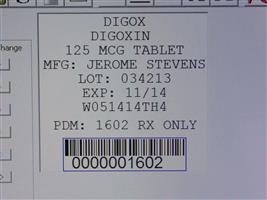 hange
DIGOX
DIGOXIN
125 MCG TABLET
MFG: JEROME STEVENS
LOT: 034213
EXP: 11/14
W051414TH4
PDM: 1602 RX ONLY
0000001602